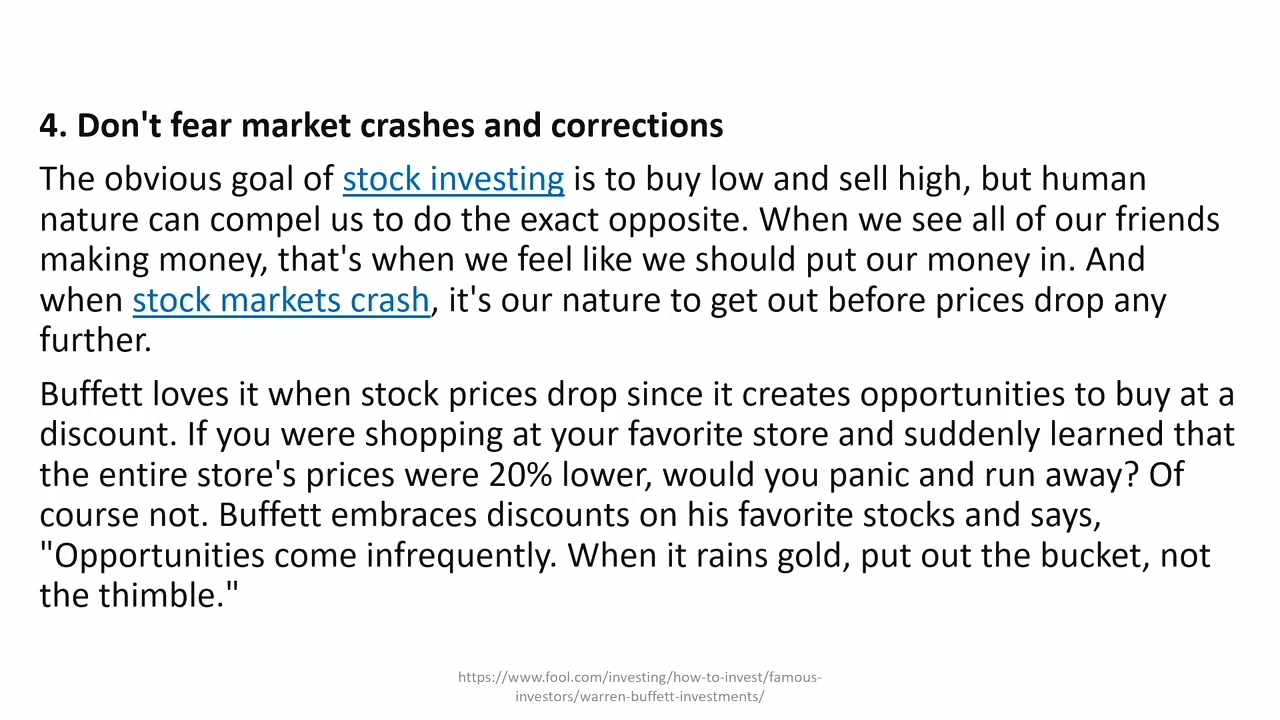 4. Don't fear market crashes and corrections
The obvious goal of stock investing is to buy low and sell high, but human
nature can compel us to do the exact opposite. When we see all of our friends
making money, that's when we feel like we should put our money in. And
when stock markets crash, it's our nature to get out before prices drop any
further.
Buffett loves it when stock prices drop since it creates opportunities to buy at a
discount. If you were shopping at your favorite store and suddenly learned that
the entire store's prices were 20% lower, would you panic and run away? Of
course not. Buffett embraces discounts on his favorite stocks and says,
"Opportunities come infrequently. When it rains gold, put out the bucket, not
the thimble."
https://www.fool.com/investing/how-to-invest/famous-
investors/warren-buffett-investments/